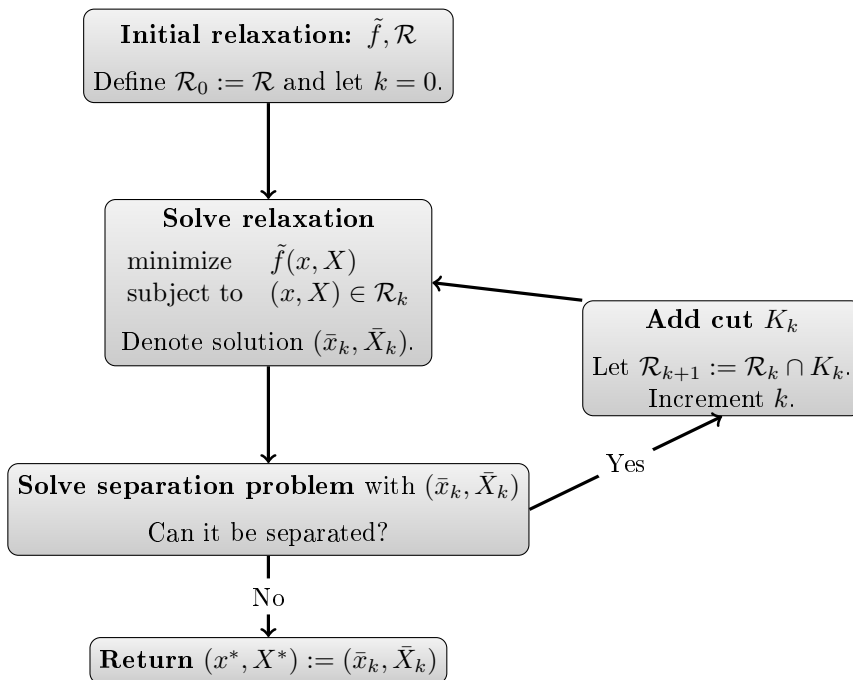 Initial relaxation: f̃, ℛ
Define ℛ₀ := ℛ and let k = 0.
Solve relaxation
minimize f̃(x, X)
subject to (x, X) ∈ ℛₖ
Denote solution (x̄ₖ, X̄ₖ).
Add cut Kₖ
Let ℛₖ₊₁ := ℛₖ ∩ Kₖ.
Increment k.
Yes
Solve separation problem with (x̄ₖ, X̄ₖ)
Can it be separated?
No
Return (x*, X*) := (x̄ₖ, X̄ₖ)